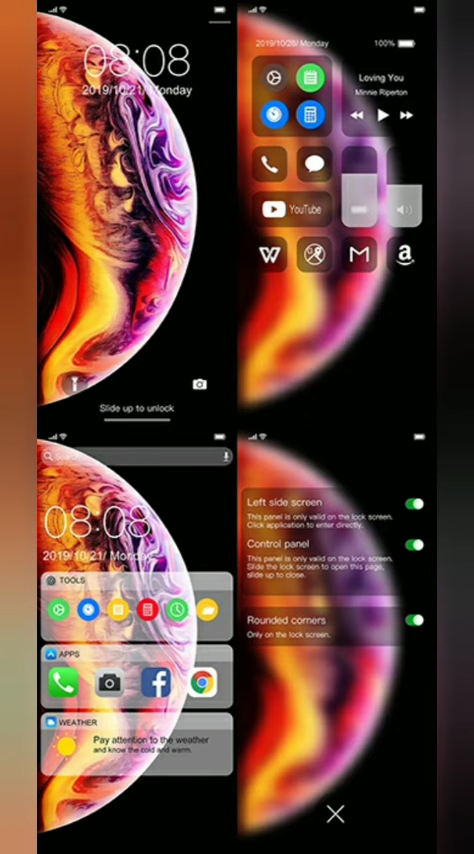 08:08
2019/10/21/ Monday
Slide up to unlock
2019/10/28/ Monday
100%
Loving You
Minnie Riperton
YouTube
Search
08:08
2019/10/21/ Monday
TOOLS
APPS
WEATHER
Pay attention to the weather
and know the cold and warm.
Left side screen
This panel is only valid on the lock screen.
Click application to enter directly.
Control panel
This panel is only valid on the lock screen.
Slide the lock screen to open this page,
slide up to close.
Rounded corners
Only on the lock screen.